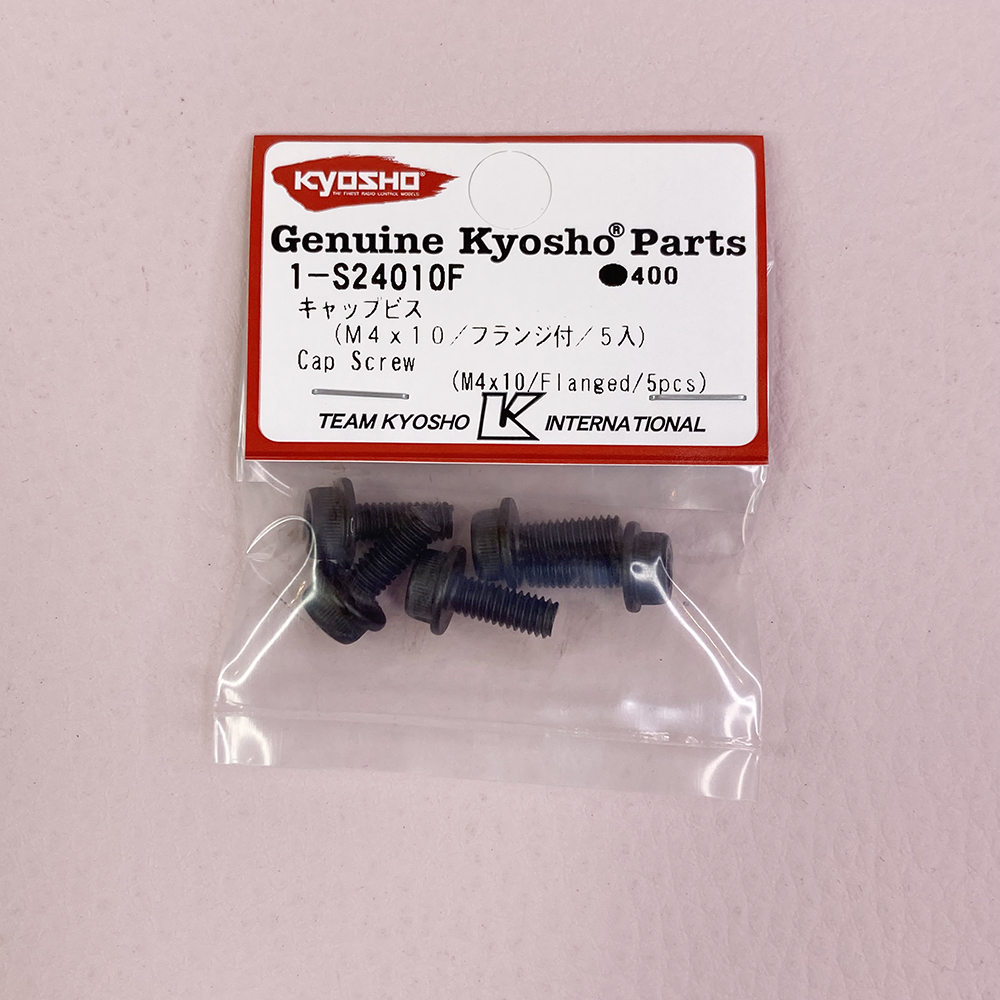 KYOSHO®
THE FINEST RADIO CONTROL MODELS
Genuine Kyosho® Parts
1-S24010F ●400
キャップビス
(M4x10/フランジ付/5入)
Cap Screw
(M4x10/Flanged/5pcs)
TEAM KYOSHO K INTERNATIONAL